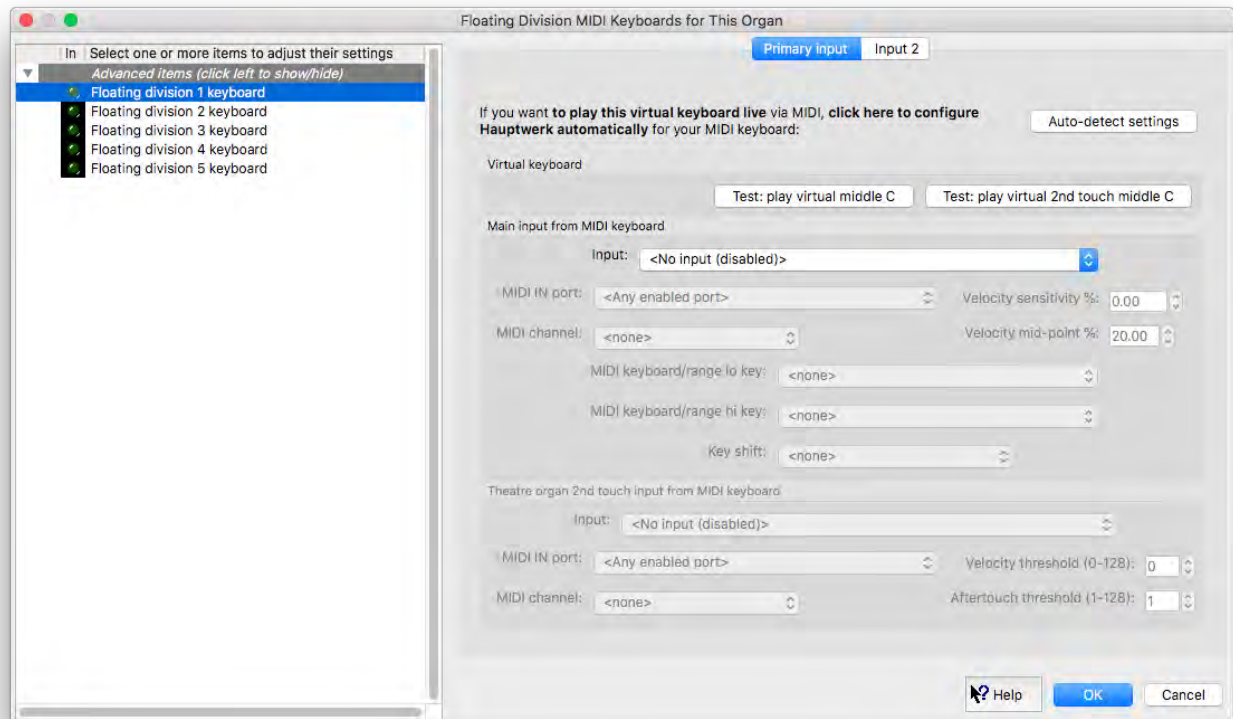 Floating Division MIDI Keyboards for This Organ
In Select one or more items to adjust their settings
Advanced items (click left to show/hide)
Floating division 1 keyboard
Floating division 2 keyboard
Floating division 3 keyboard
Floating division 4 keyboard
Floating division 5 keyboard
Primary input Input 2
If you want to play this virtual keyboard live via MIDI, click here to configure
Hauptwerk automatically for your MIDI keyboard:
Auto-detect settings
Virtual keyboard
Test: play virtual middle C Test: play virtual 2nd touch middle C
Main input from MIDI keyboard
Input: <No input (disabled)>
MIDI IN port: <Any enabled port> Velocity sensitivity %: 0.00
MIDI channel: <none> Velocity mid-point %: 20.00
MIDI keyboard/range lo key: <none>
MIDI keyboard/range hi key: <none>
Key shift: <none>
Theatre organ 2nd touch input from MIDI keyboard
Input: <No input (disabled)>
MIDI IN port: <Any enabled port> Velocity threshold (0-128): 0
MIDI channel: <none> Aftertouch threshold (1-128): 1
? Help OK Cancel